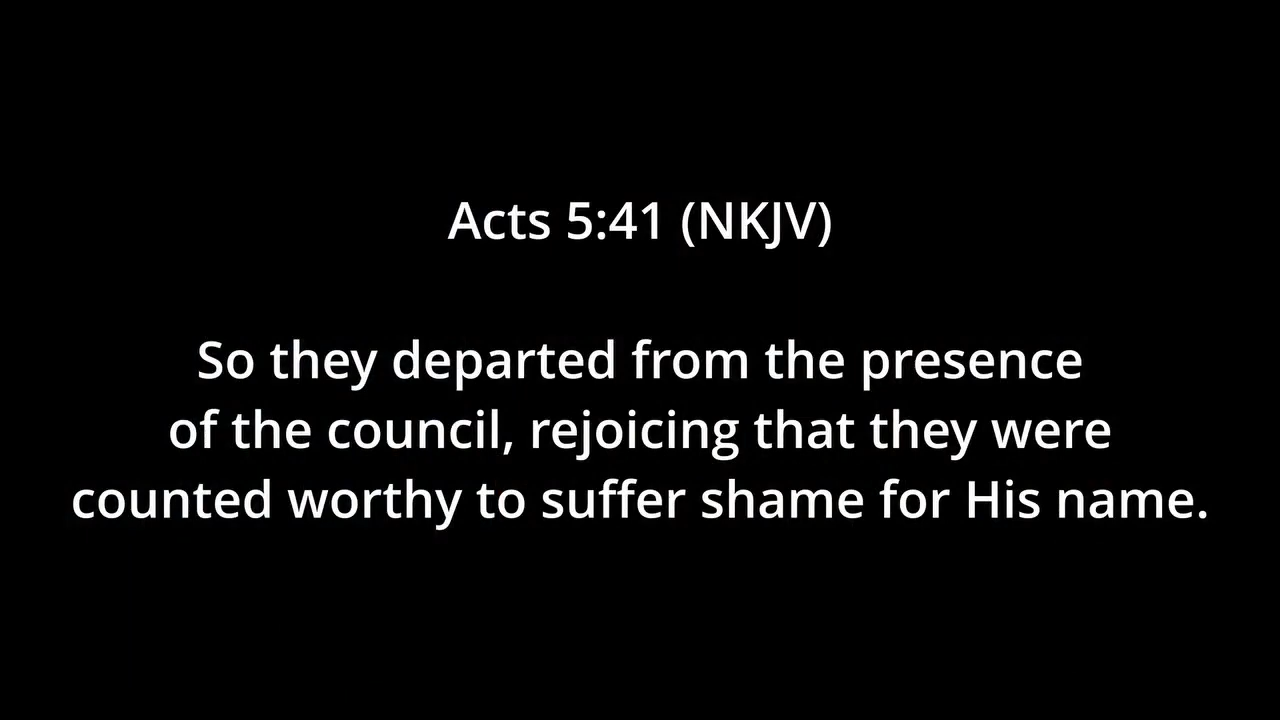 Acts 5:41 (NKJV)
So they departed from the presence
of the council, rejoicing that they were
counted worthy to suffer shame for His name.